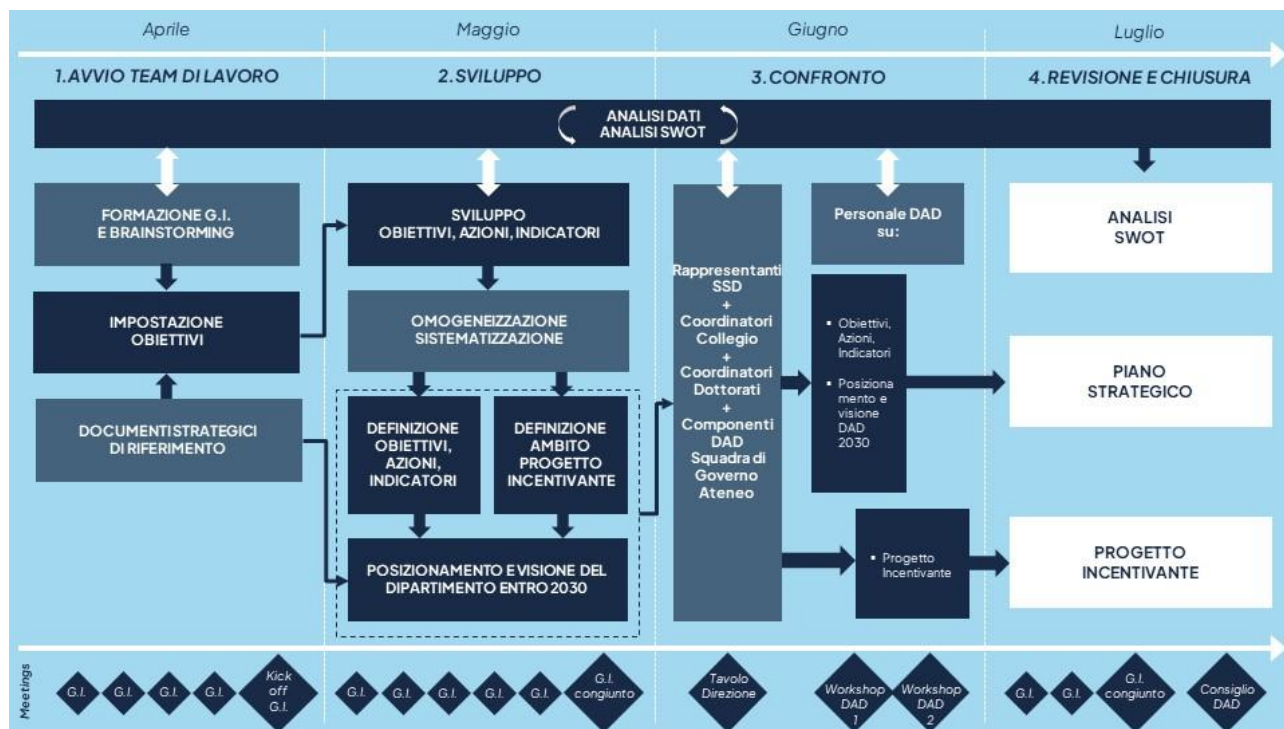 Aprile
Maggio
Giugno
Luglio
1.AVVIO TEAM DI LAVORO
2.SVILUPPO
3.CONFRONTO
4.REVISIONE E CHIUSURA
ANALISI DATI
ANALISI SWOT
FORMAZIONE G.I.
E BRAINSTORMING
IMPOSTAZIONE
OBIETTIVI
DOCUMENTI STRATEGICI
DI RIFERIMENTO
SVILUPPO
OBIETTIVI, AZIONI, INDICATORI
OMOGENEIZZAZIONE
SISTEMATIZZAZIONE
DEFINIZIONE
OBIETTIVI,
AZIONI,
INDICATORI
DEFINIZIONE
AMBITO
PROGETTO
INCENTIVANTE
POSIZIONAMENTO E VISIONE DEL
DIPARTIMENTO ENTRO 2030
Rappresentanti
SSD
+
Coordinatori
Collegio
+
Coordinatori
Dottorati
+
Componenti
DAD
Squadra di
Governo
Ateneo
Personale DAD
su:
▪ Obiettivi,
Azioni,
Indicatori
▪ Posiziona
mento e
visione
DAD
2030
▪ Progetto
Incentivante
ANALISI
SWOT
PIANO
STRATEGICO
PROGETTO
INCENTIVANTE
Meetings
G.I.
G.I.
G.I.
G.I.
Kick
off
G.I.
G.I.
G.I.
G.I.
G.I.
G.I.
G.I.
congiunto
Tavolo
Direzione
Workshop
DAD
1
Workshop
DAD
2
G.I.
G.I.
G.I.
congiunto
Consiglio
DAD